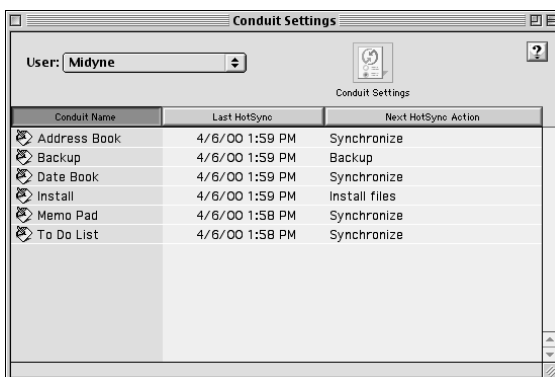 Conduit Settings
User: Midyne
?
Conduit Settings
Conduit Name Last HotSync Next HotSync Action
Address Book 4/6/00 1:59 PM Synchronize
Backup 4/6/00 1:59 PM Backup
Date Book 4/6/00 1:59 PM Synchronize
Install 4/6/00 1:59 PM Install files
Memo Pad 4/6/00 1:58 PM Synchronize
To Do List 4/6/00 1:58 PM Synchronize